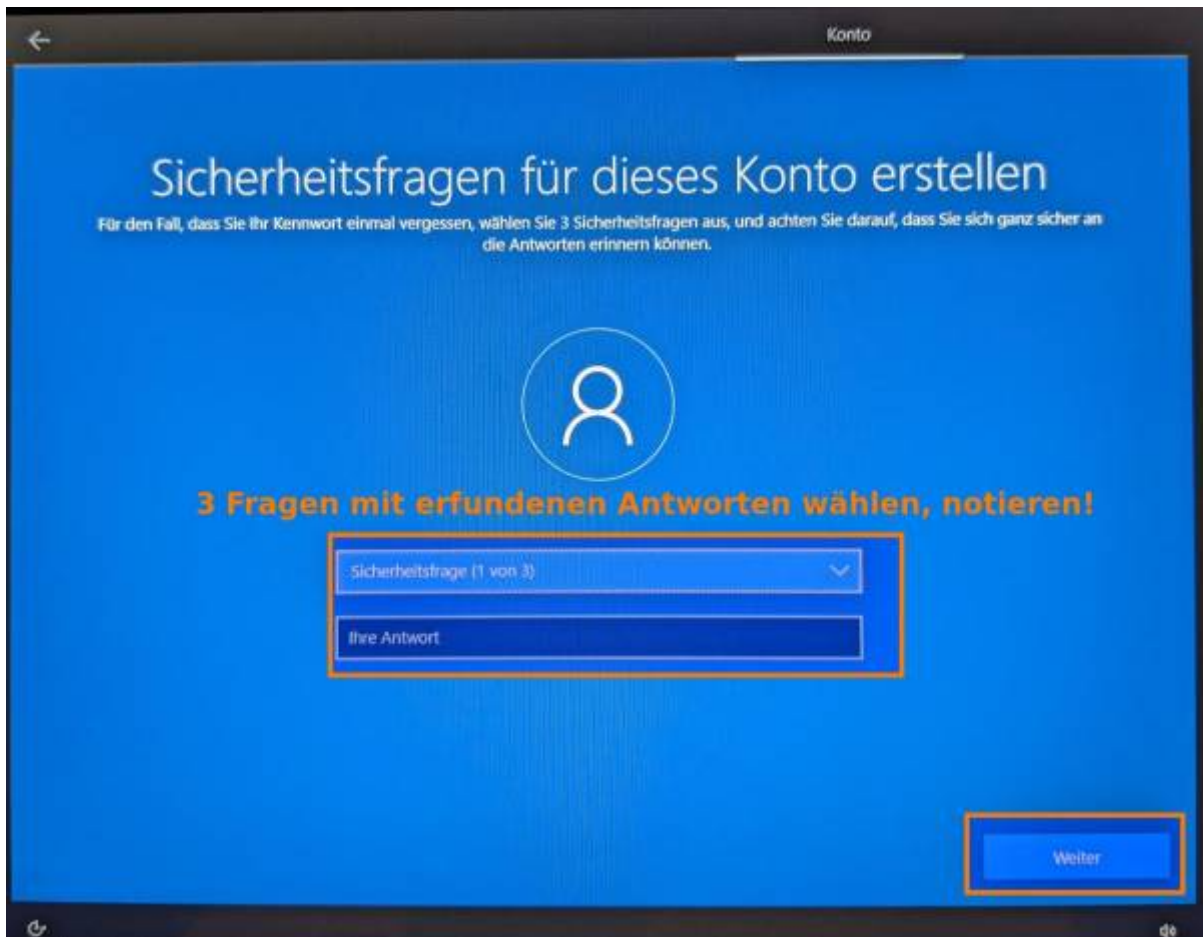 Konto
Sicherheitsfragen für dieses Konto erstellen
Für den Fall, dass Sie Ihr Kennwort einmal vergessen, wählen Sie 3 Sicherheitsfragen aus, und achten Sie darauf, dass Sie sich ganz sicher an
die Antworten erinnern können.
3 Fragen mit erfundenen Antworten wählen, notieren!
Sicherheitsfrage (1 von 3)
Ihre Antwort
Weiter